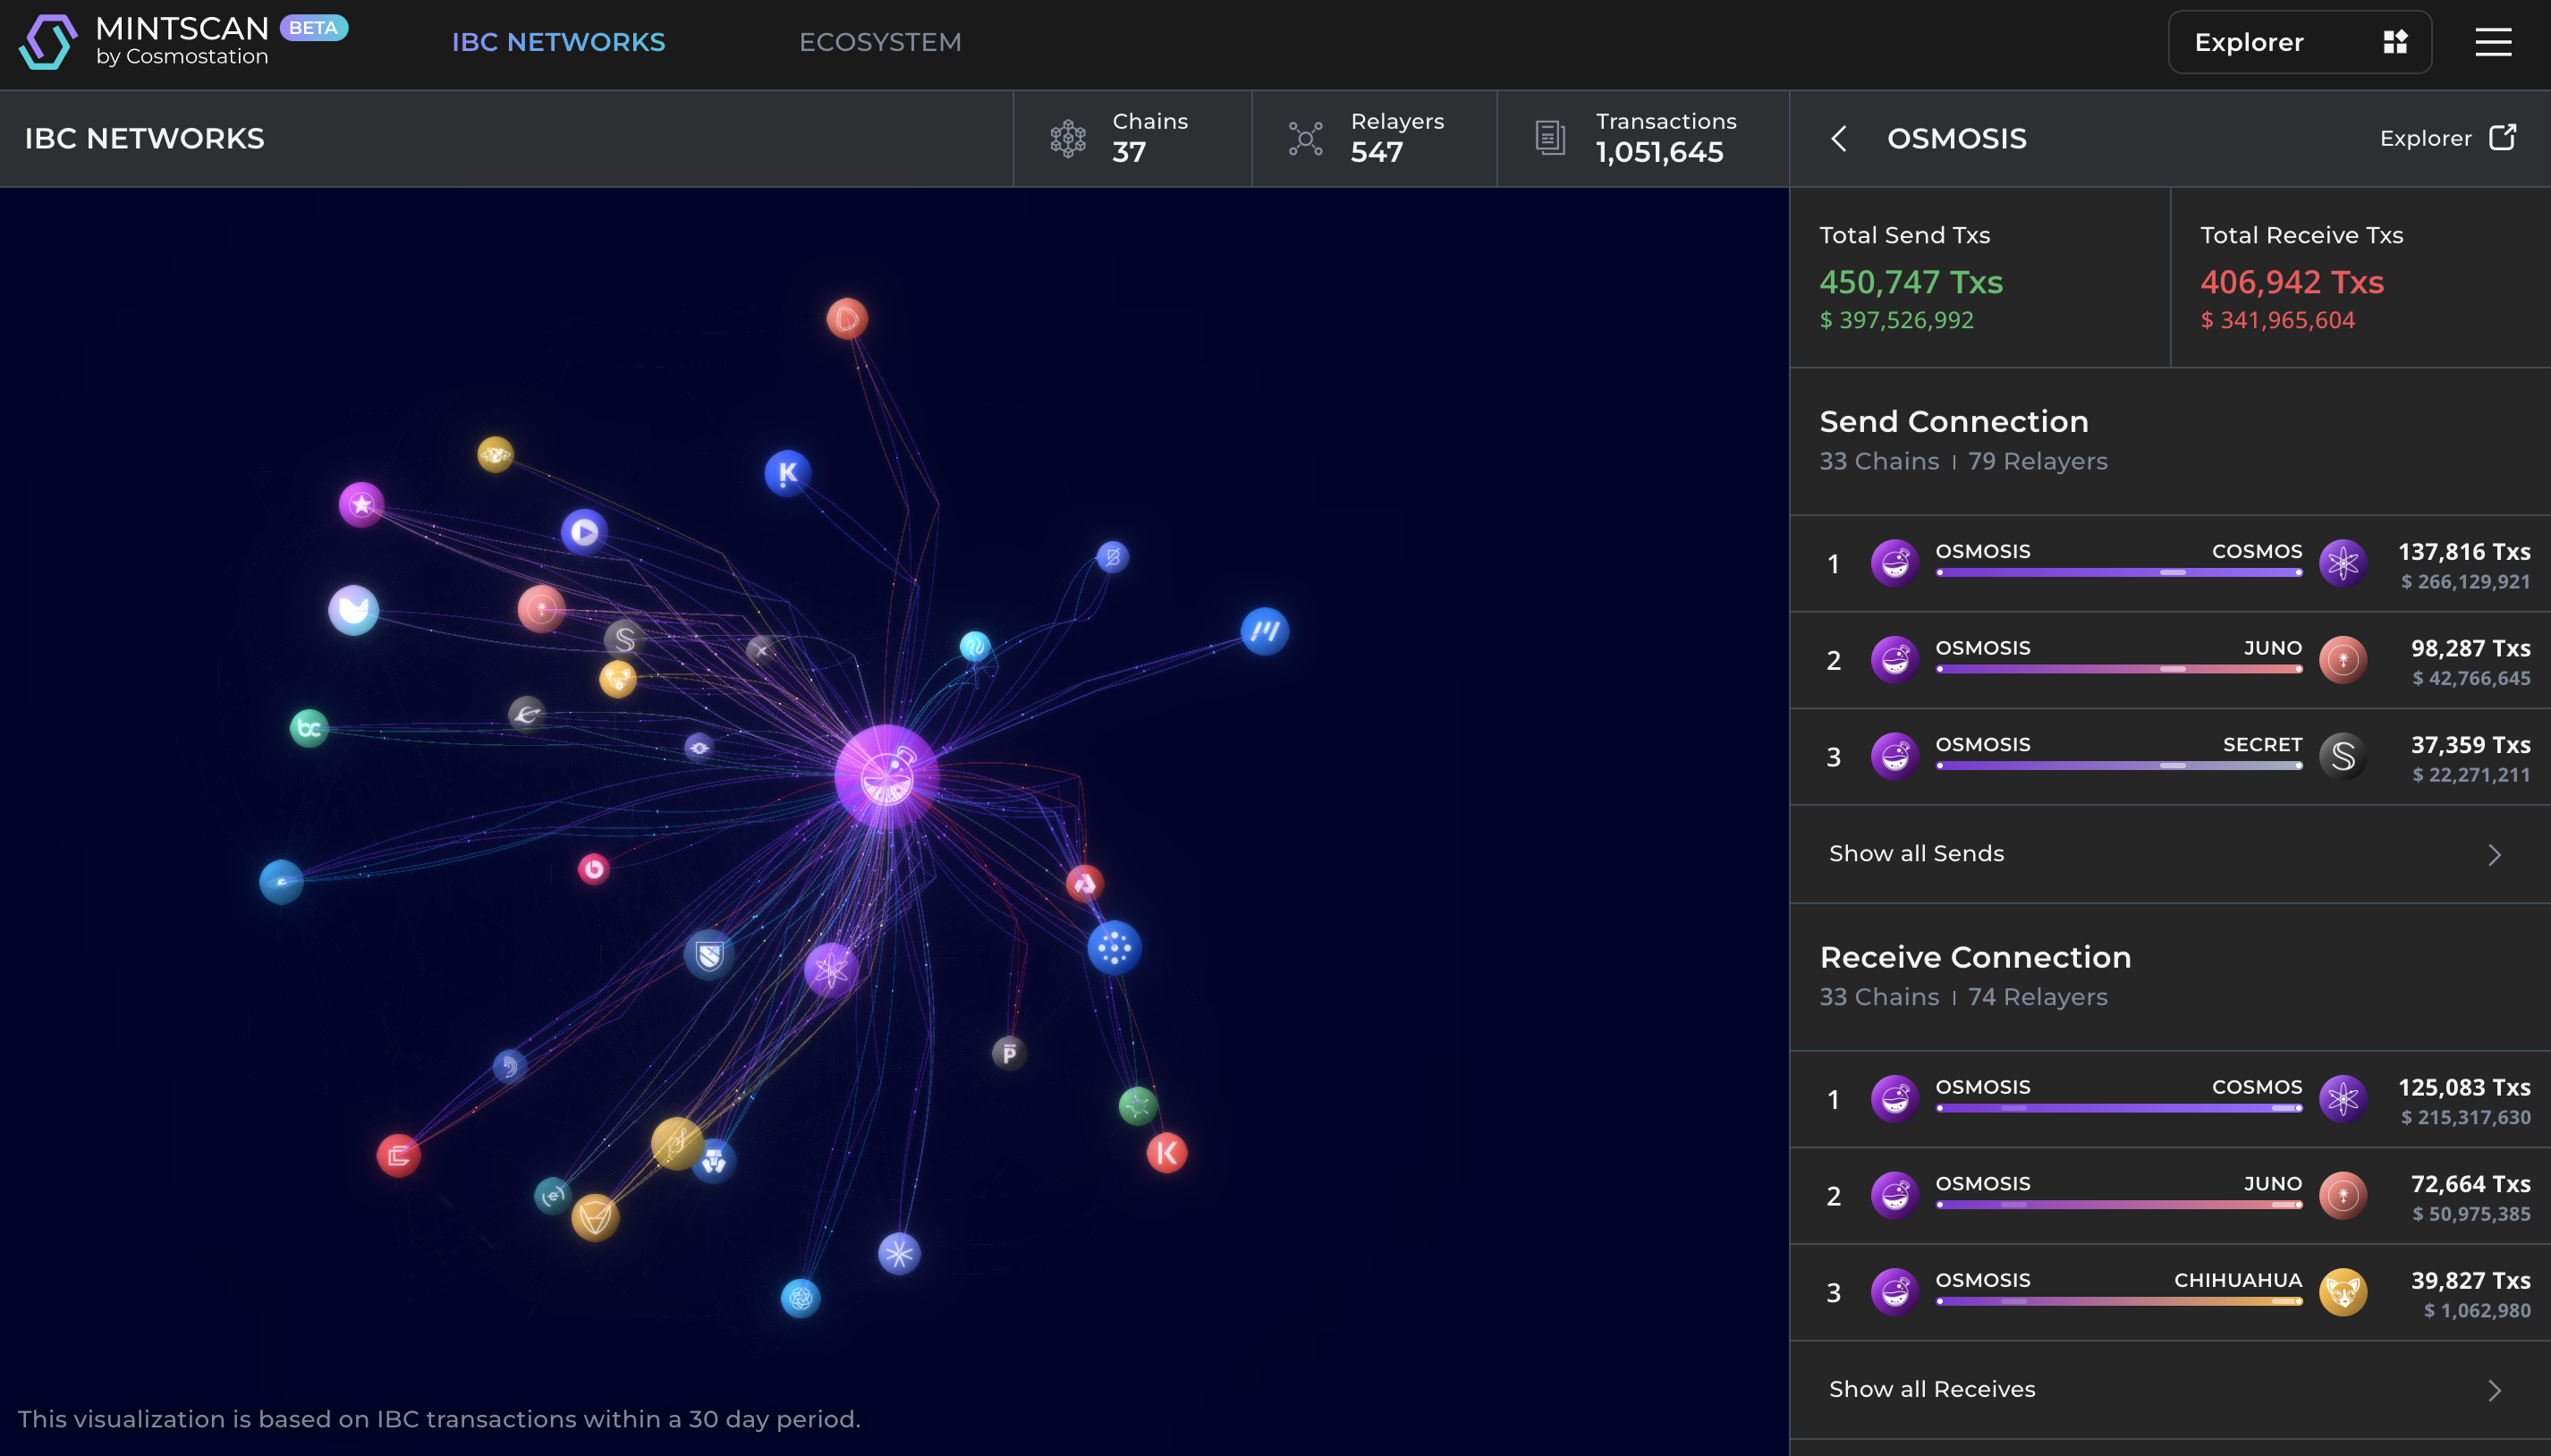 MINTSCAN BETA
by Cosmostation
IBC NETWORKS
ECOSYSTEM
Explorer
IBC NETWORKS
Chains
37
Relayers
547
Transactions
1,051,645
OSMOSIS
Explorer
Total Send Txs
450,747 Txs
$ 397,526,992
Total Receive Txs
406,942 Txs
$ 341,965,604
Send Connection
33 Chains | 79 Relayers
1 OSMOSIS COSMOS 137,816 Txs
$ 266,129,921
2 OSMOSIS JUNO 98,287 Txs
$ 42,766,645
3 OSMOSIS SECRET 37,359 Txs
$ 22,271,211
Show all Sends
Receive Connection
33 Chains | 74 Relayers
1 OSMOSIS COSMOS 125,083 Txs
$ 215,317,630
2 OSMOSIS JUNO 72,664 Txs
$ 50,975,385
3 OSMOSIS CHIHUAHUA 39,827 Txs
$ 1,062,980
Show all Receives
K
bc
K
This visualization is based on IBC transactions within a 30 day period.